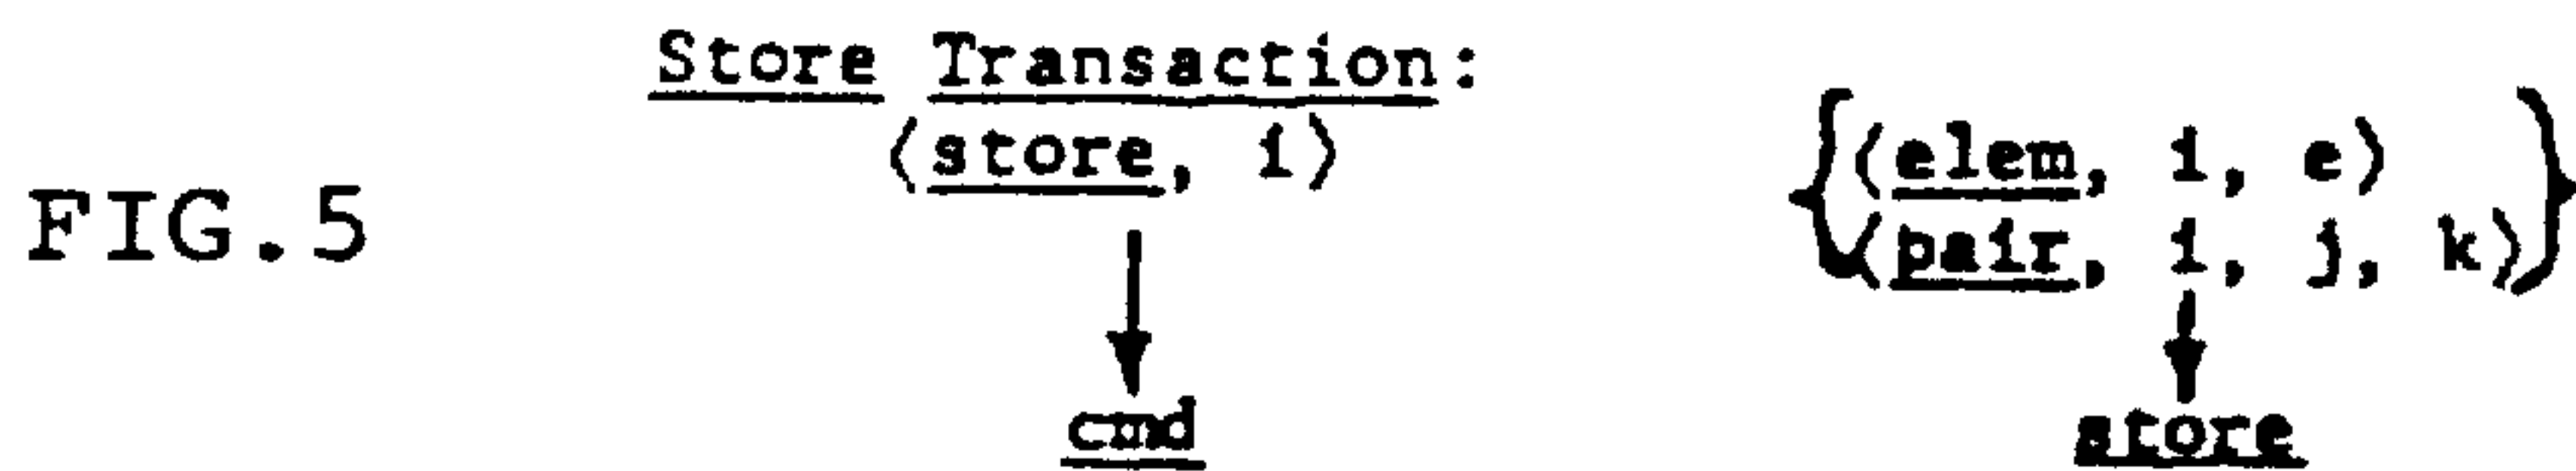 Store Transaction:
⟨store, i⟩
⟨elem, i, e⟩
FIG.5
⟨pair, i, j, k⟩
cmd
store